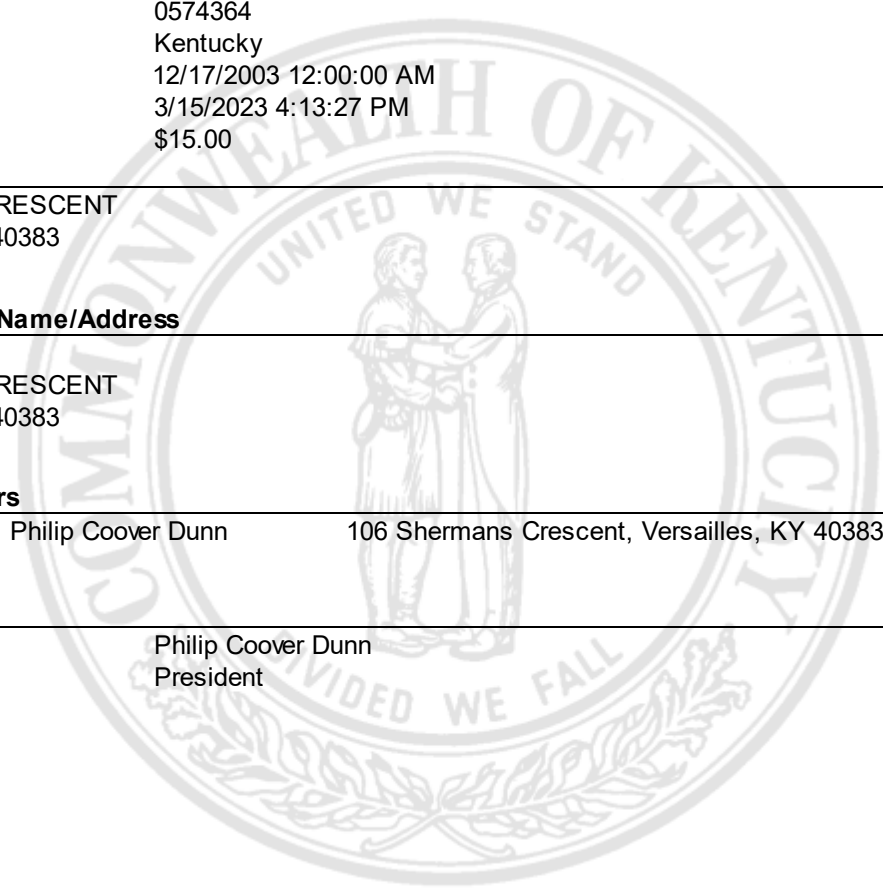 0574364
Kentucky
12/17/2003 12:00:00 AM
3/15/2023 4:13:27 PM
$15.00
RESCENT
40383
Name/Address
RESCENT
40383
rs
Philip Coover Dunn 106 Shermans Crescent, Versailles, KY 40383
Philip Coover Dunn
President
COMMONWEALTH OF KENTUCKY
UNITED WE STAND
DIVIDED WE FALL